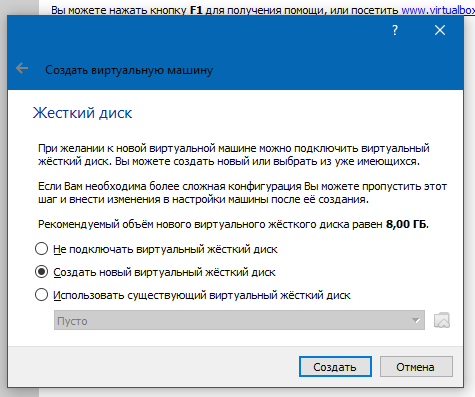 Вы можете нажать кнопку F1 для получения помощи, или посетить www.virtualbox
?
Создать виртуальную машину
Жесткий диск
При желании к новой виртуальной машине можно подключить виртуальный
жёсткий диск. Вы можете создать новый или выбрать из уже имеющихся.
Если Вам необходима более сложная конфигурация Вы можете пропустить этот
шаг и внести изменения в настройки машины после её создания.
Рекомендуемый объём нового виртуального жёсткого диска равен 8,00 ГБ.
Не подключать виртуальный жёсткий диск
Создать новый виртуальный жёсткий диск
Использовать существующий виртуальный жёсткий диск
Пусто
Создать
Отмена